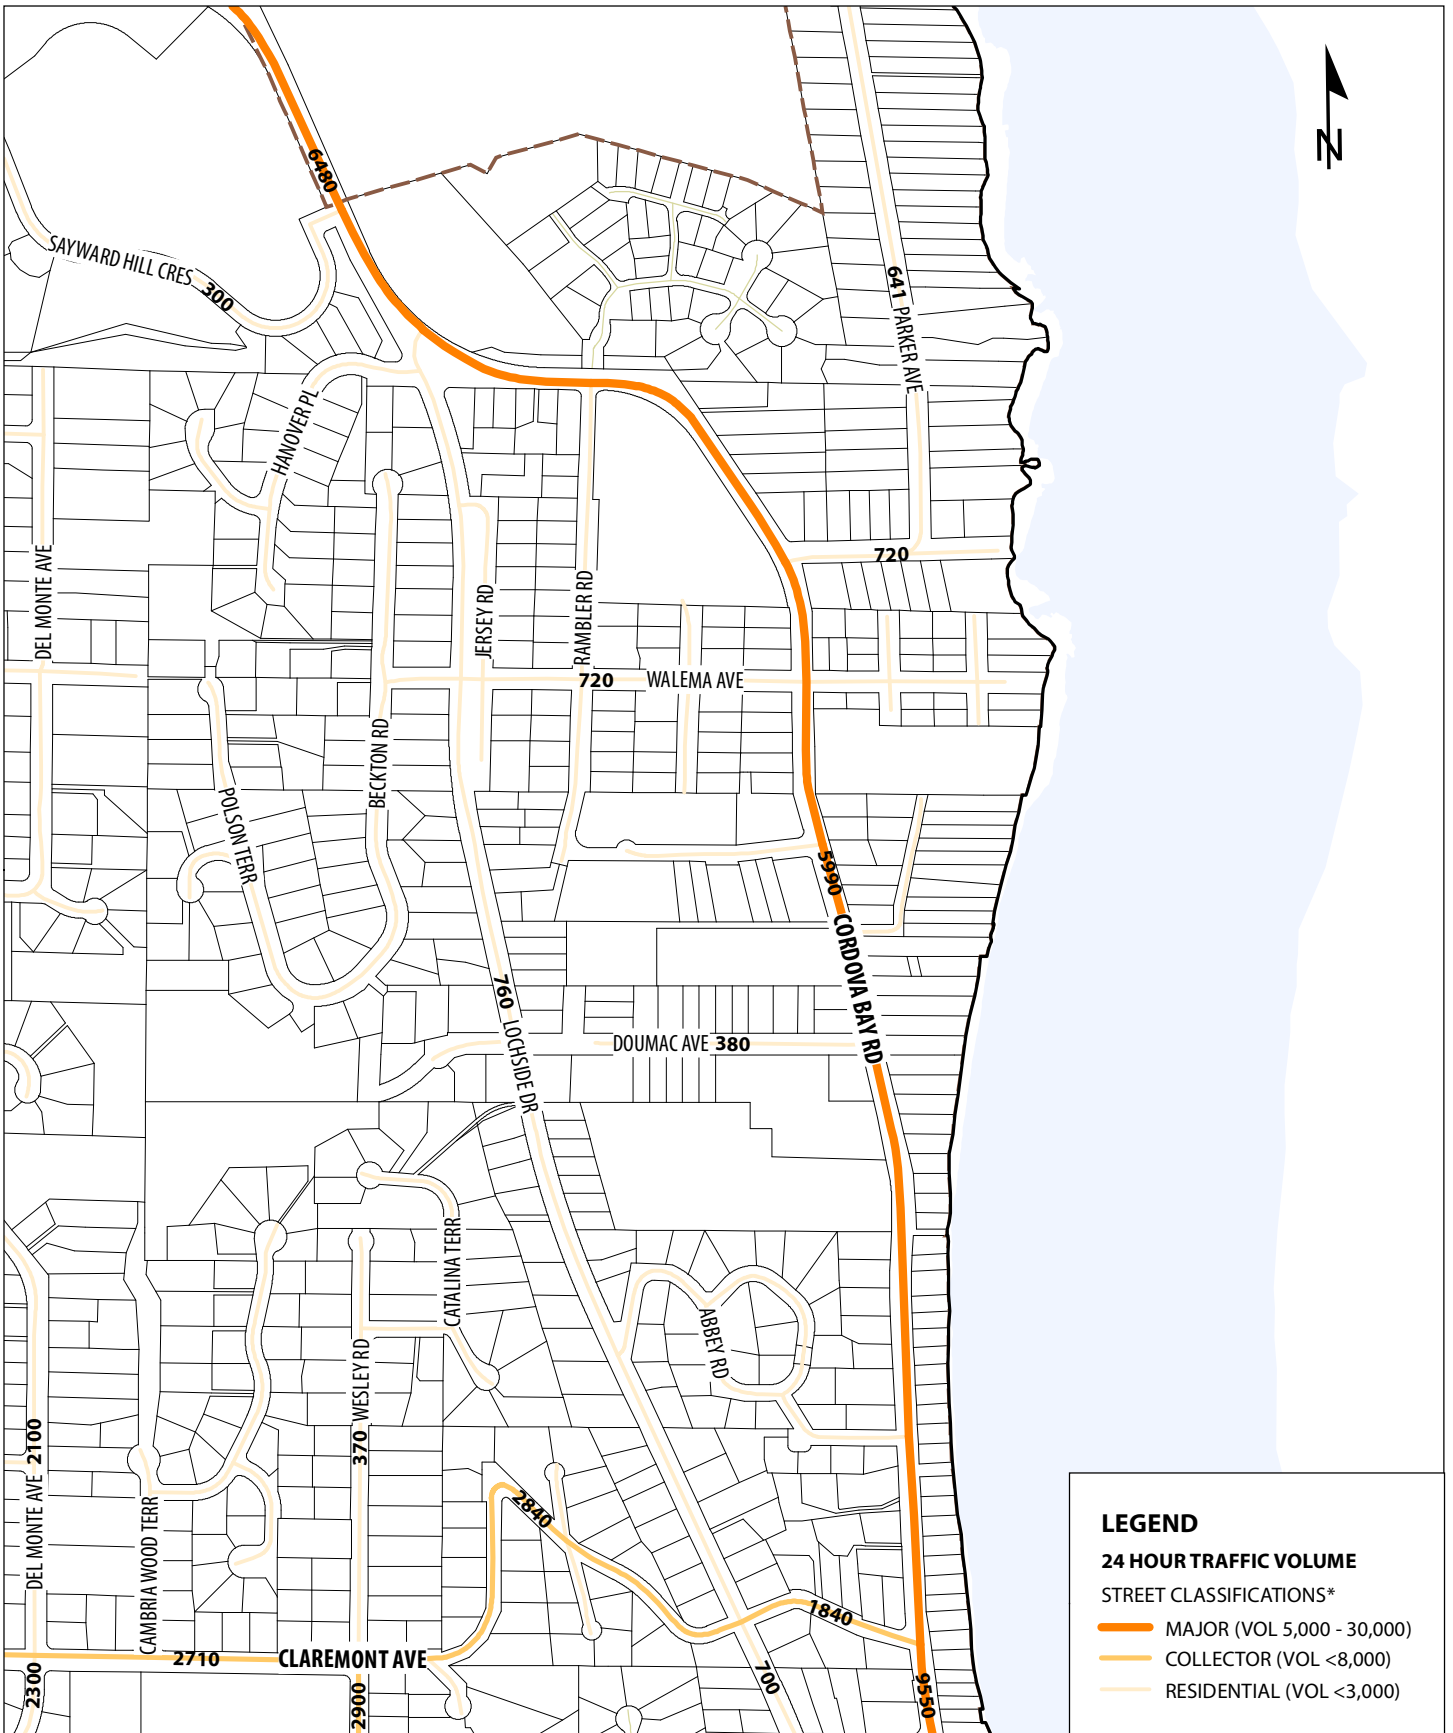 N
6480
SAYWARD HILL CRES 300
641 PARKER AVE
HANOVER PL
720
DEL MONTE AVE
JERSEY RD
RAMBLER RD
720 WALEMA AVE
BECKTON RD
POLSON TERR
5990 CORDOVA BAY RD
760 LOCHSIDE DR
DOUMAC AVE 380
CATALINA TERR
ABBEY RD
370 WESLEY RD
DEL MONTE AVE 2100
CAMBRIA WOOD TERR
2840
1840
2710 CLAREMONT AVE
2300
2900
700
9550
LEGEND
24 HOUR TRAFFIC VOLUME
STREET CLASSIFICATIONS*
MAJOR (VOL 5,000 - 30,000)
COLLECTOR (VOL <8,000)
RESIDENTIAL (VOL <3,000)